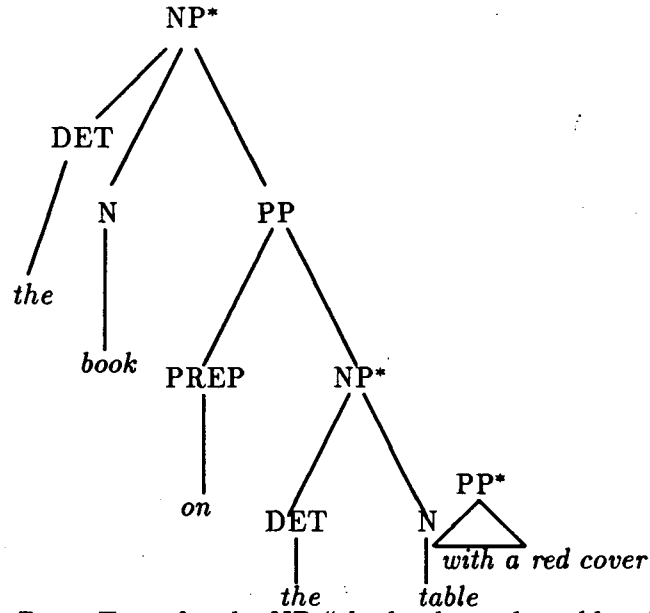 NP*
DET
N PP
the
book
PREP NP*
PP*
on
DET N
with a red cover
the table